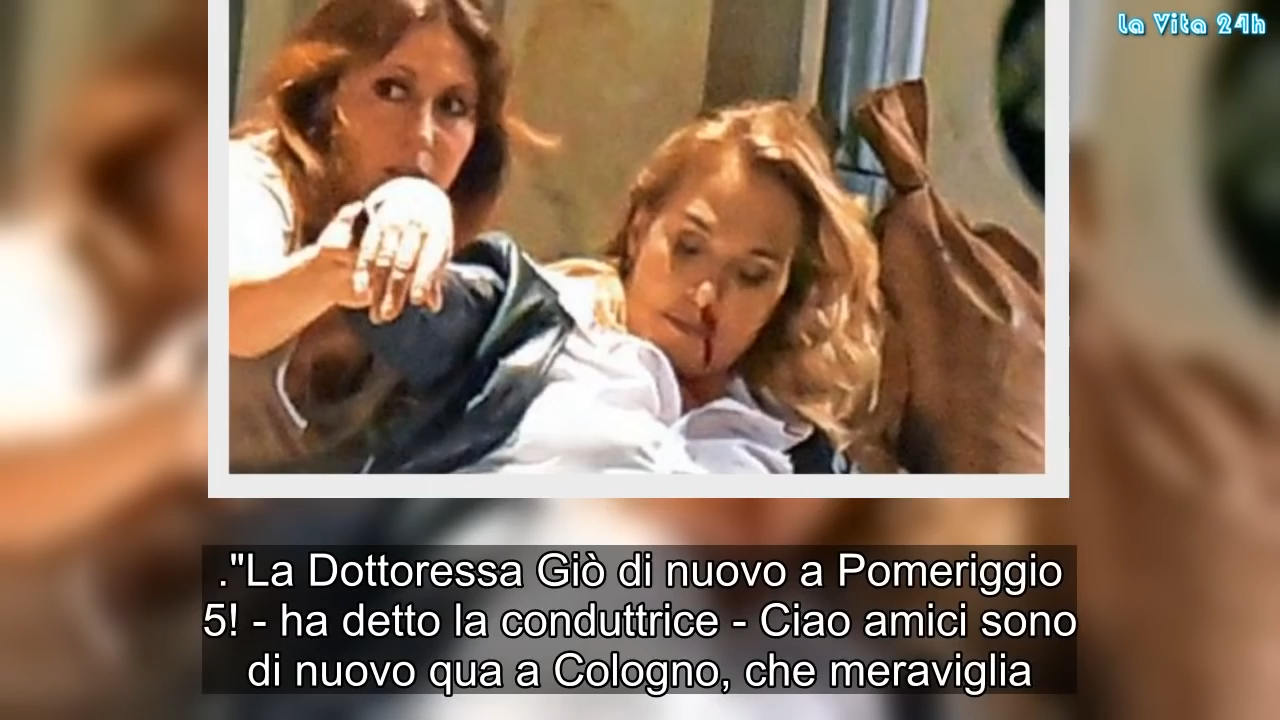 La Vita 24h
."La Dottoressa Giò di nuovo a Pomeriggio
5! - ha detto la conduttrice - Ciao amici sono
di nuovo qua a Cologno, che meraviglia